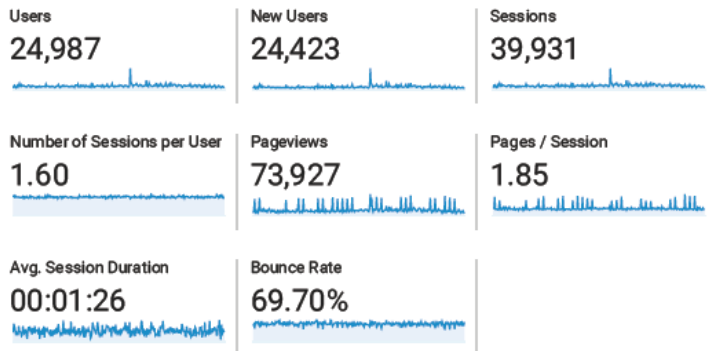 Users
24,987
New Users
24,423
Sessions
39,931
Number of Sessions per User
1.60
Pageviews
73,927
Pages / Session
1.85
Avg. Session Duration
00:01:26
Bounce Rate
69.70%